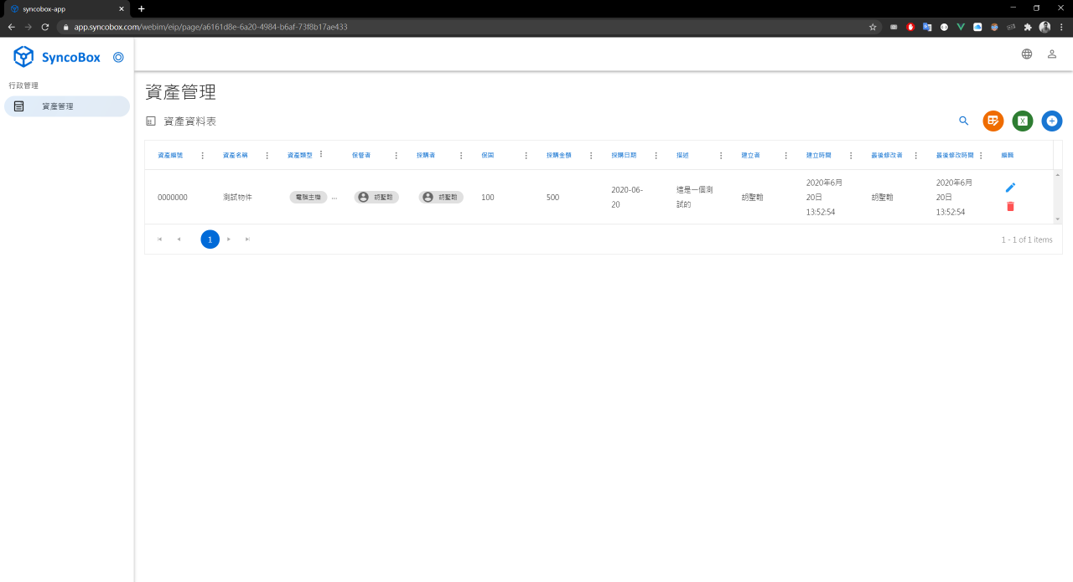 syncobox-app
app.syncobox.com/webim/eip/page/a6161d8e-6a20-4984-b6af-73f8b17ae433
SyncoBox
行政管理
資產管理
資產管理
資產資料表
資產編號 資產名稱 資產類型 保管者 採購者 保固 採購金額 採購日期 描述 建立者 建立時間 最後修改者 最後修改時間 編輯
0000000 測試物件 電腦主機 ... 胡聖翰 胡聖翰 100 500 2020-06-20 這是一個測試的 胡聖翰 2020年6月20日 13:52:54 胡聖翰 2020年6月20日 13:52:54
1
1 - 1 of 1 items